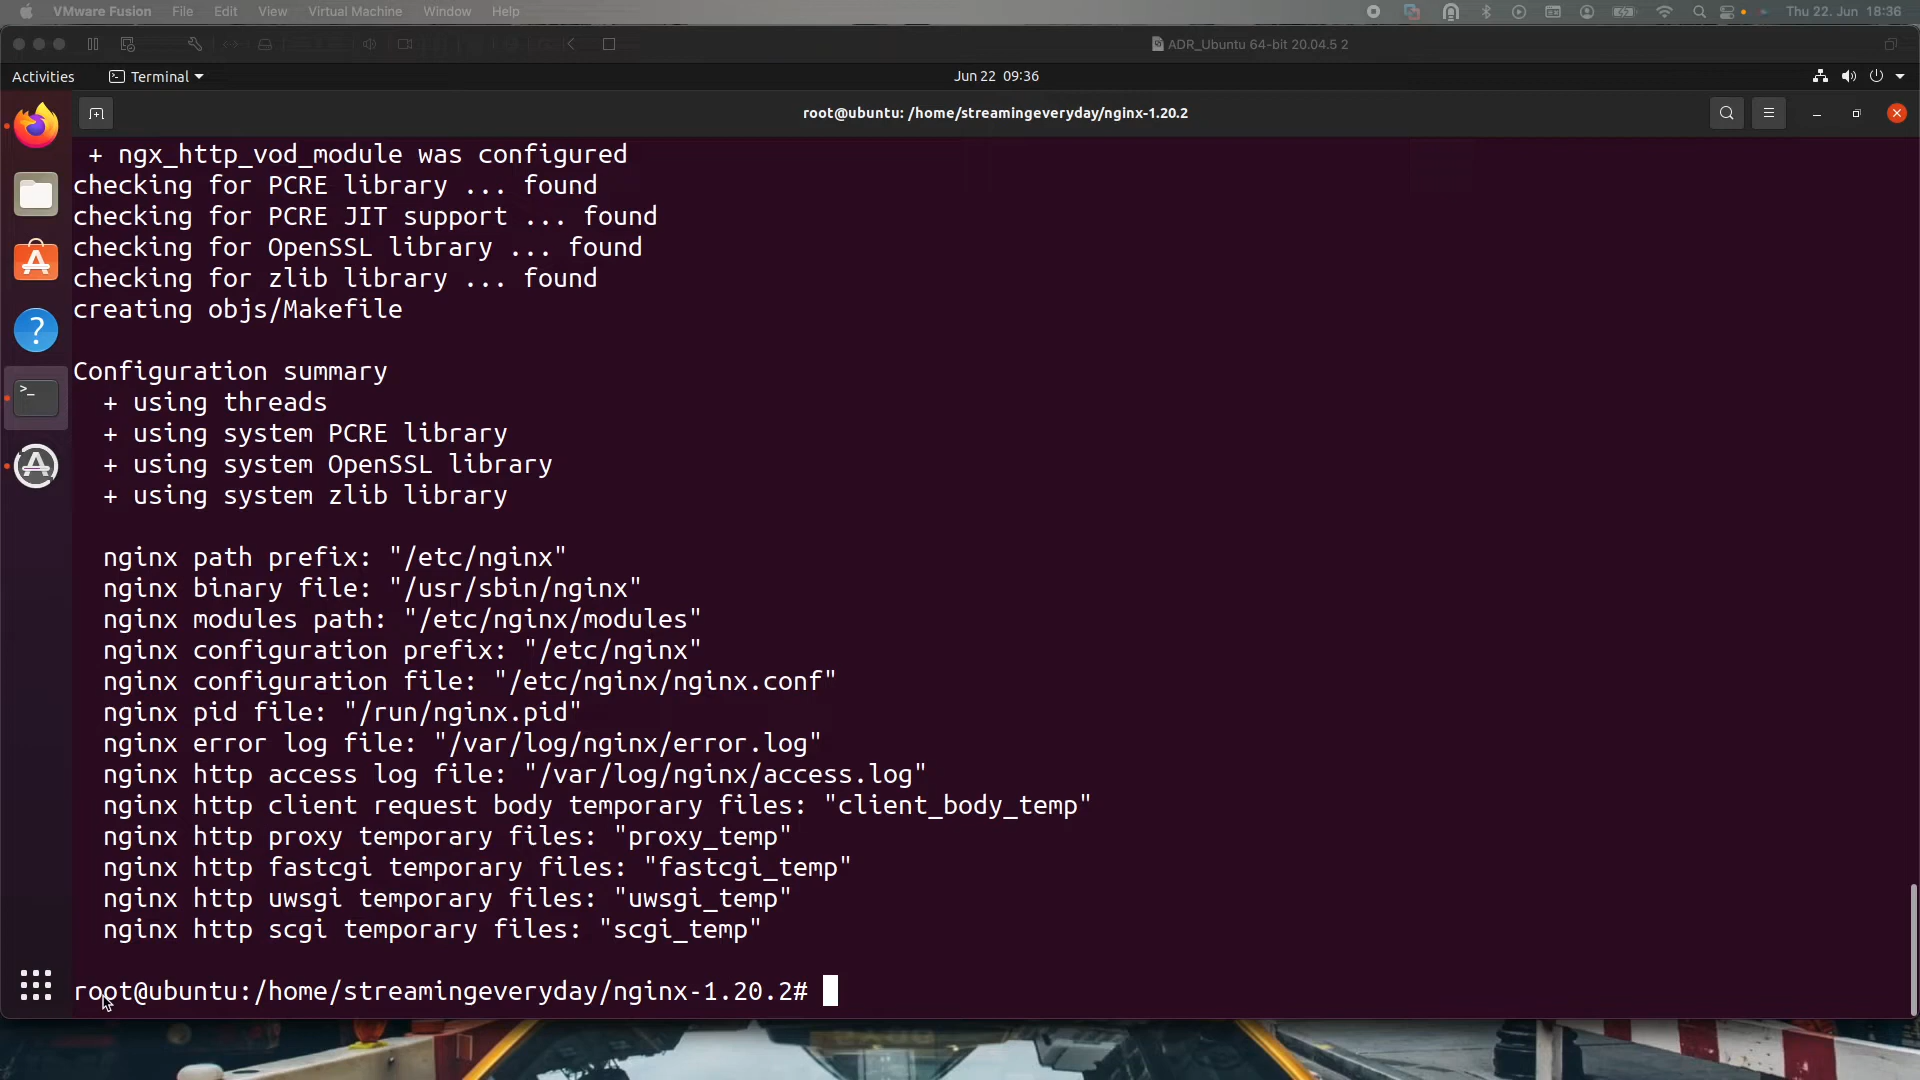 VMware Fusion File Edit View Virtual Machine Window Help Thu 22. Jun 18:36
ADR_Ubuntu 64-bit 20.04.5 2
Activities Terminal Jun 22 09:36
root@ubuntu: /home/streamingeveryday/nginx-1.20.2
+ ngx_http_vod_module was configured
checking for PCRE library ... found
checking for PCRE JIT support ... found
checking for OpenSSL library ... found
checking for zlib library ... found
creating objs/Makefile
Configuration summary
+ using threads
+ using system PCRE library
+ using system OpenSSL library
+ using system zlib library
nginx path prefix: "/etc/nginx"
nginx binary file: "/usr/sbin/nginx"
nginx modules path: "/etc/nginx/modules"
nginx configuration prefix: "/etc/nginx"
nginx configuration file: "/etc/nginx/nginx.conf"
nginx pid file: "/run/nginx.pid"
nginx error log file: "/var/log/nginx/error.log"
nginx http access log file: "/var/log/nginx/access.log"
nginx http client request body temporary files: "client_body_temp"
nginx http proxy temporary files: "proxy_temp"
nginx http fastcgi temporary files: "fastcgi_temp"
nginx http uwsgi temporary files: "uwsgi_temp"
nginx http scgi temporary files: "scgi_temp"
root@ubuntu:/home/streamingeveryday/nginx-1.20.2#